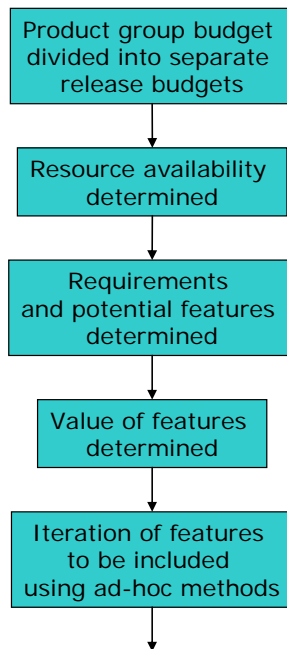 Product group budget
divided into separate
release budgets
Resource availability
determined
Requirements
and potential features
determined
Value of features
determined
Iteration of features
to be included
using ad-hoc methods